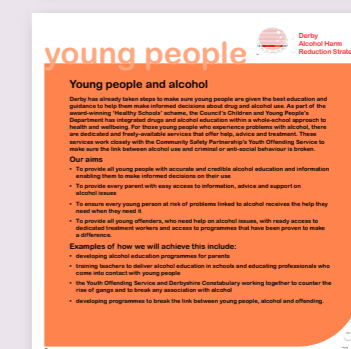 young people
Derby
Alcohol Harm
Reduction Strate
Young people and alcohol
Derby has already taken steps to make sure young people are given the best education and
guidance to help them make informed decisions about drug and alcohol use. As part of the
award-winning 'Healthy Schools' scheme, the Council's Children and Young People's
Department has integrated drugs and alcohol education within a whole-school approach to
health and wellbeing. For those young people who experience problems with alcohol, there
are dedicated and freely-available services that offer help, advice and treatment. These
services work closely with the Community Safety Partnership's Youth Offending Service to
make sure the link between alcohol use and criminal or anti-social behaviour is broken.
Our aims
• To provide all young people with accurate and credible alcohol education and information
enabling them to make informed decisions on their use
• To provide every parent with easy access to information, advice and support on
alcohol issues
• To ensure every young person at risk of problems linked to alcohol receives the help they
need when they need it
• To provide all young offenders, who need help on alcohol issues, with ready access to
dedicated treatment workers and access to programmes that have been proven to make
a difference.
Examples of how we will achieve this include:
• developing alcohol education programmes for parents
• training teachers to deliver alcohol education in schools and educating professionals who
come into contact with young people
• the Youth Offending Service and Derbyshire Constabulary working together to counter the
rise of gangs and to break any association with alcohol
• developing programmes to break the link between young people, alcohol and offending.